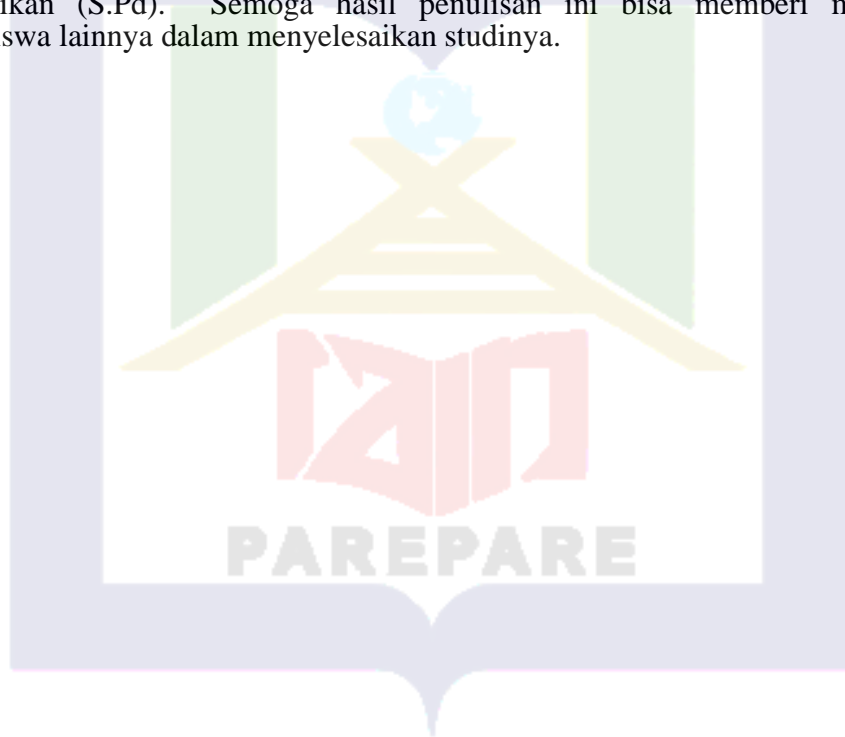 ikan (S.Pd). Semoga hasil penulisan ini bisa memberi
swa lainnya dalam menyelesaikan studinya.
PAREPARE